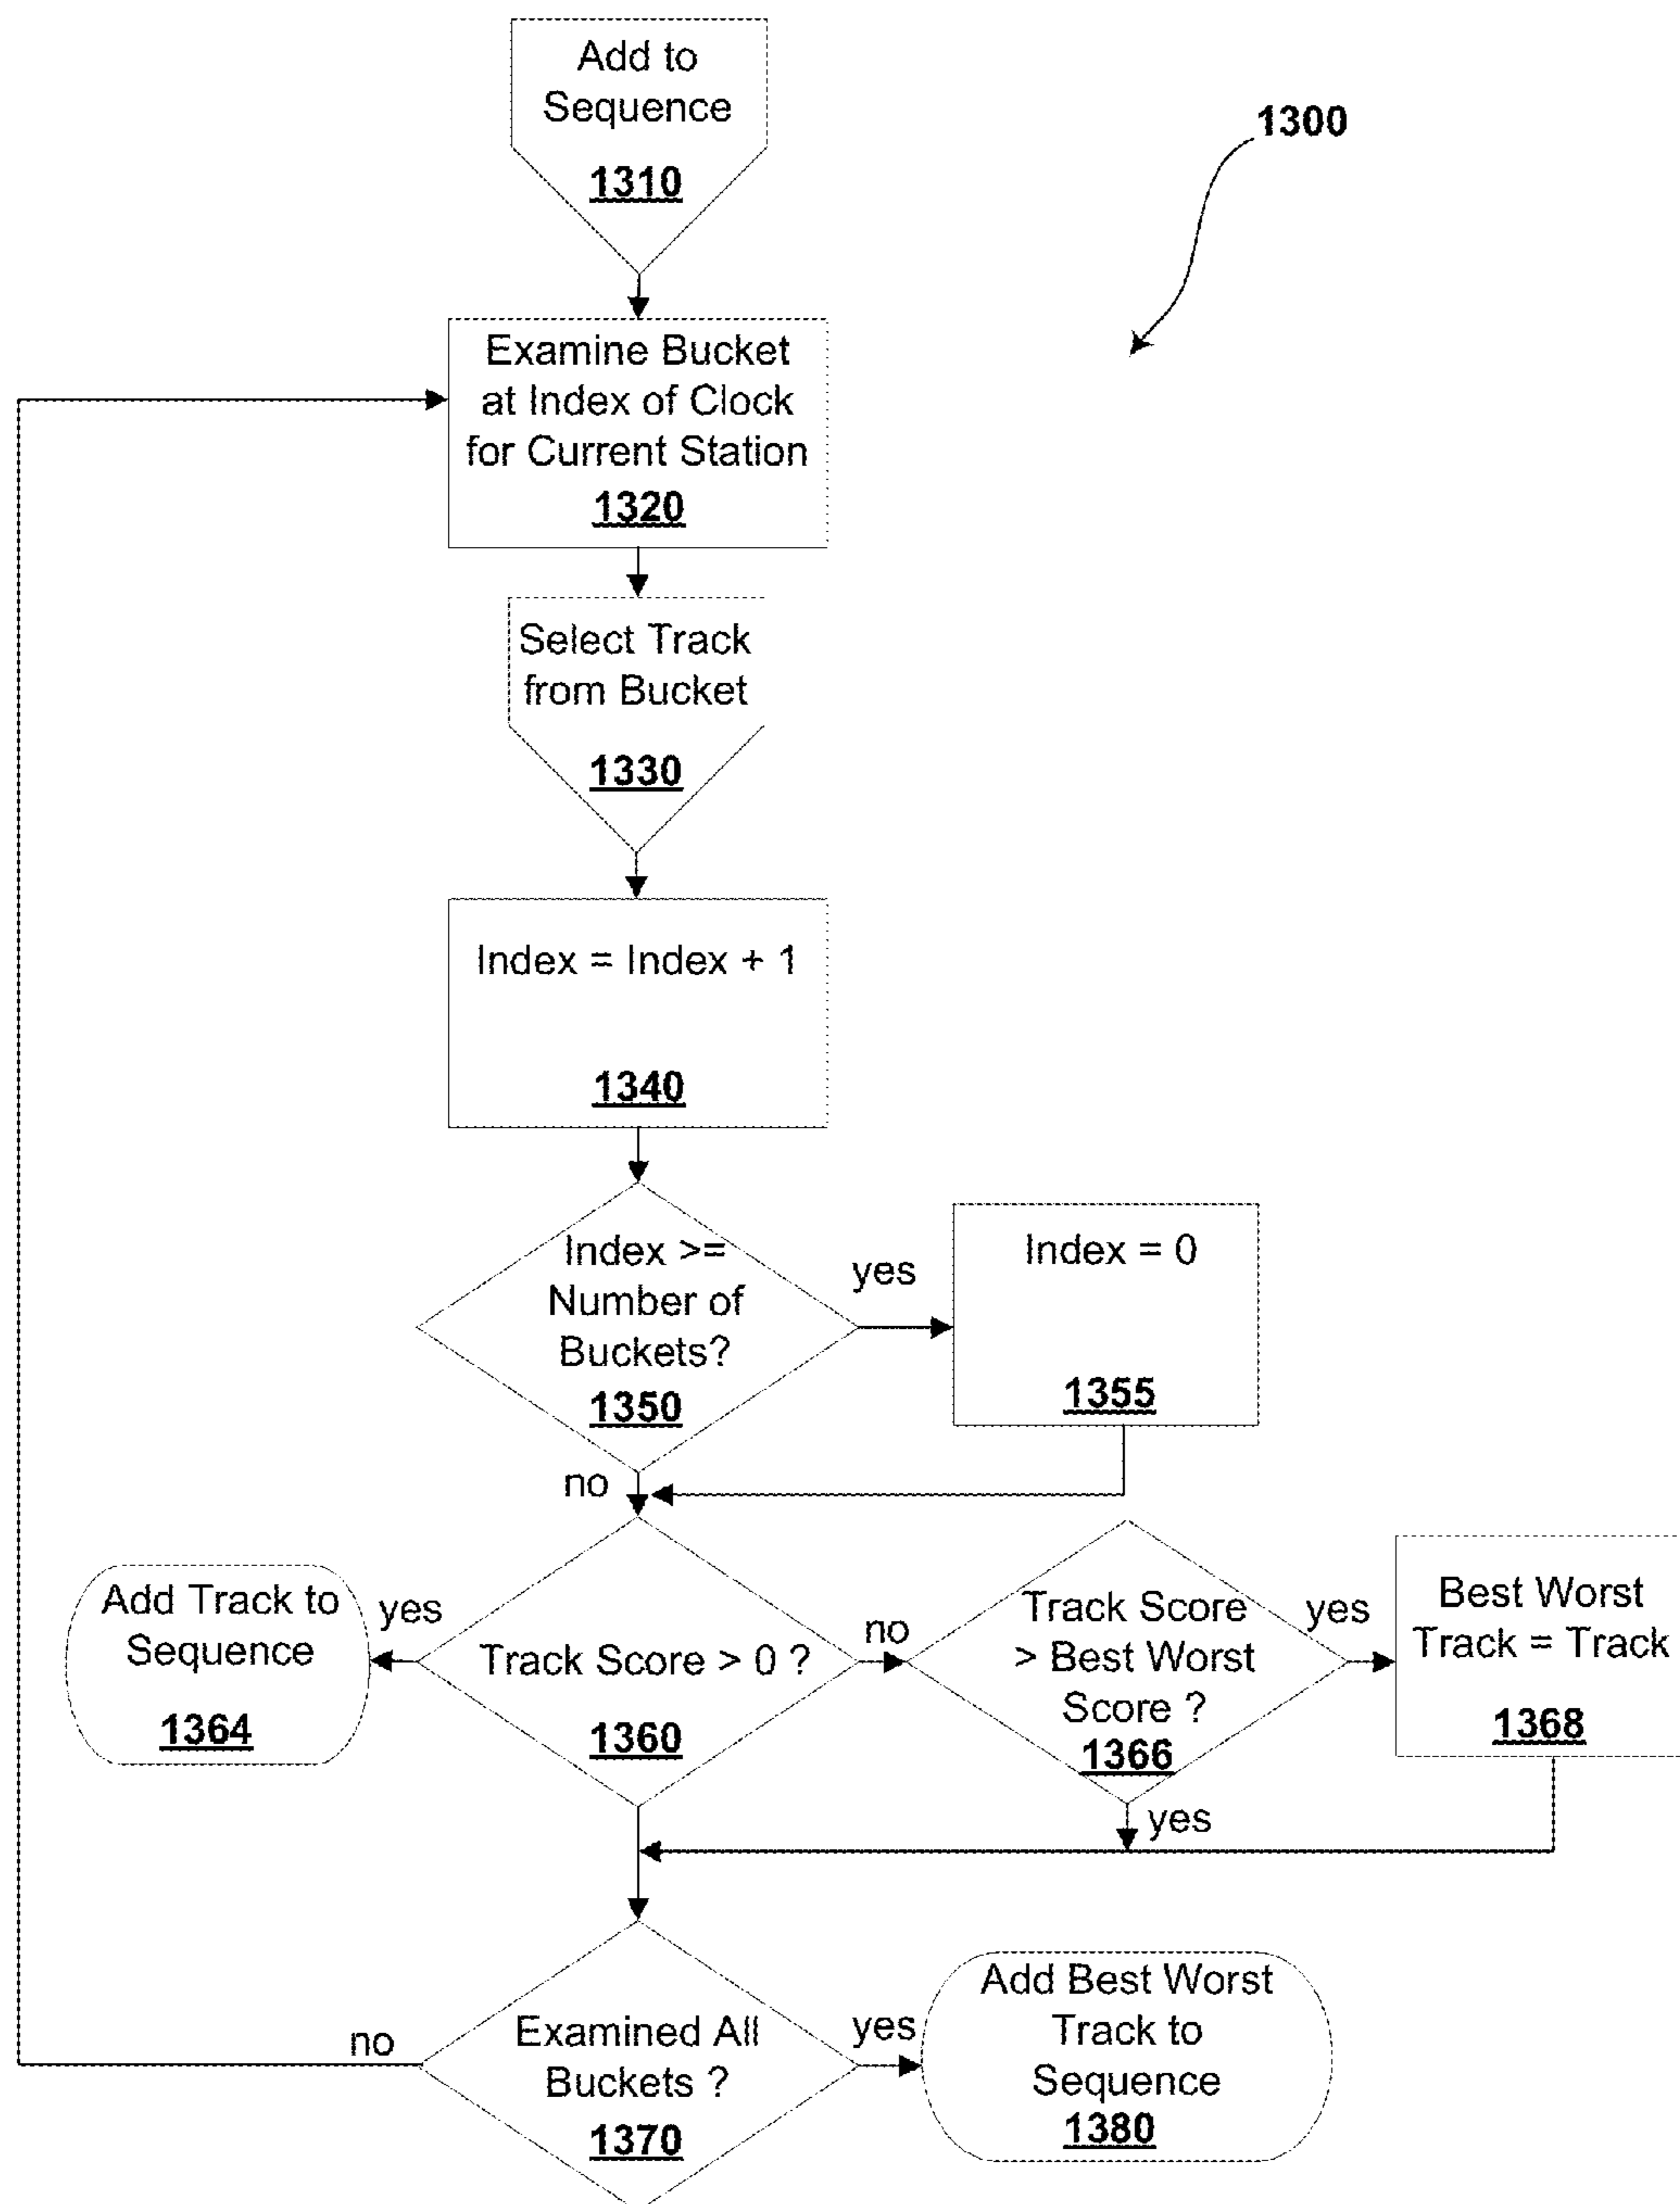 Add to
Sequence
1310
1300
Examine Bucket
at Index of Clock
for Current Station
1320
Select Track
from Bucket
1330
Index = Index + 1
1340
Index >=
Number of
Buckets?
1350
yes
Index = 0
1355
no
Add Track to
Sequence
1364
yes
Track Score > 0 ?
1360
no
Track Score
> Best Worst
Score ?
1366
yes
Best Worst
Track = Track
1368
yes
no
Examined All
Buckets ?
1370
yes
Add Best Worst
Track to
Sequence
1380